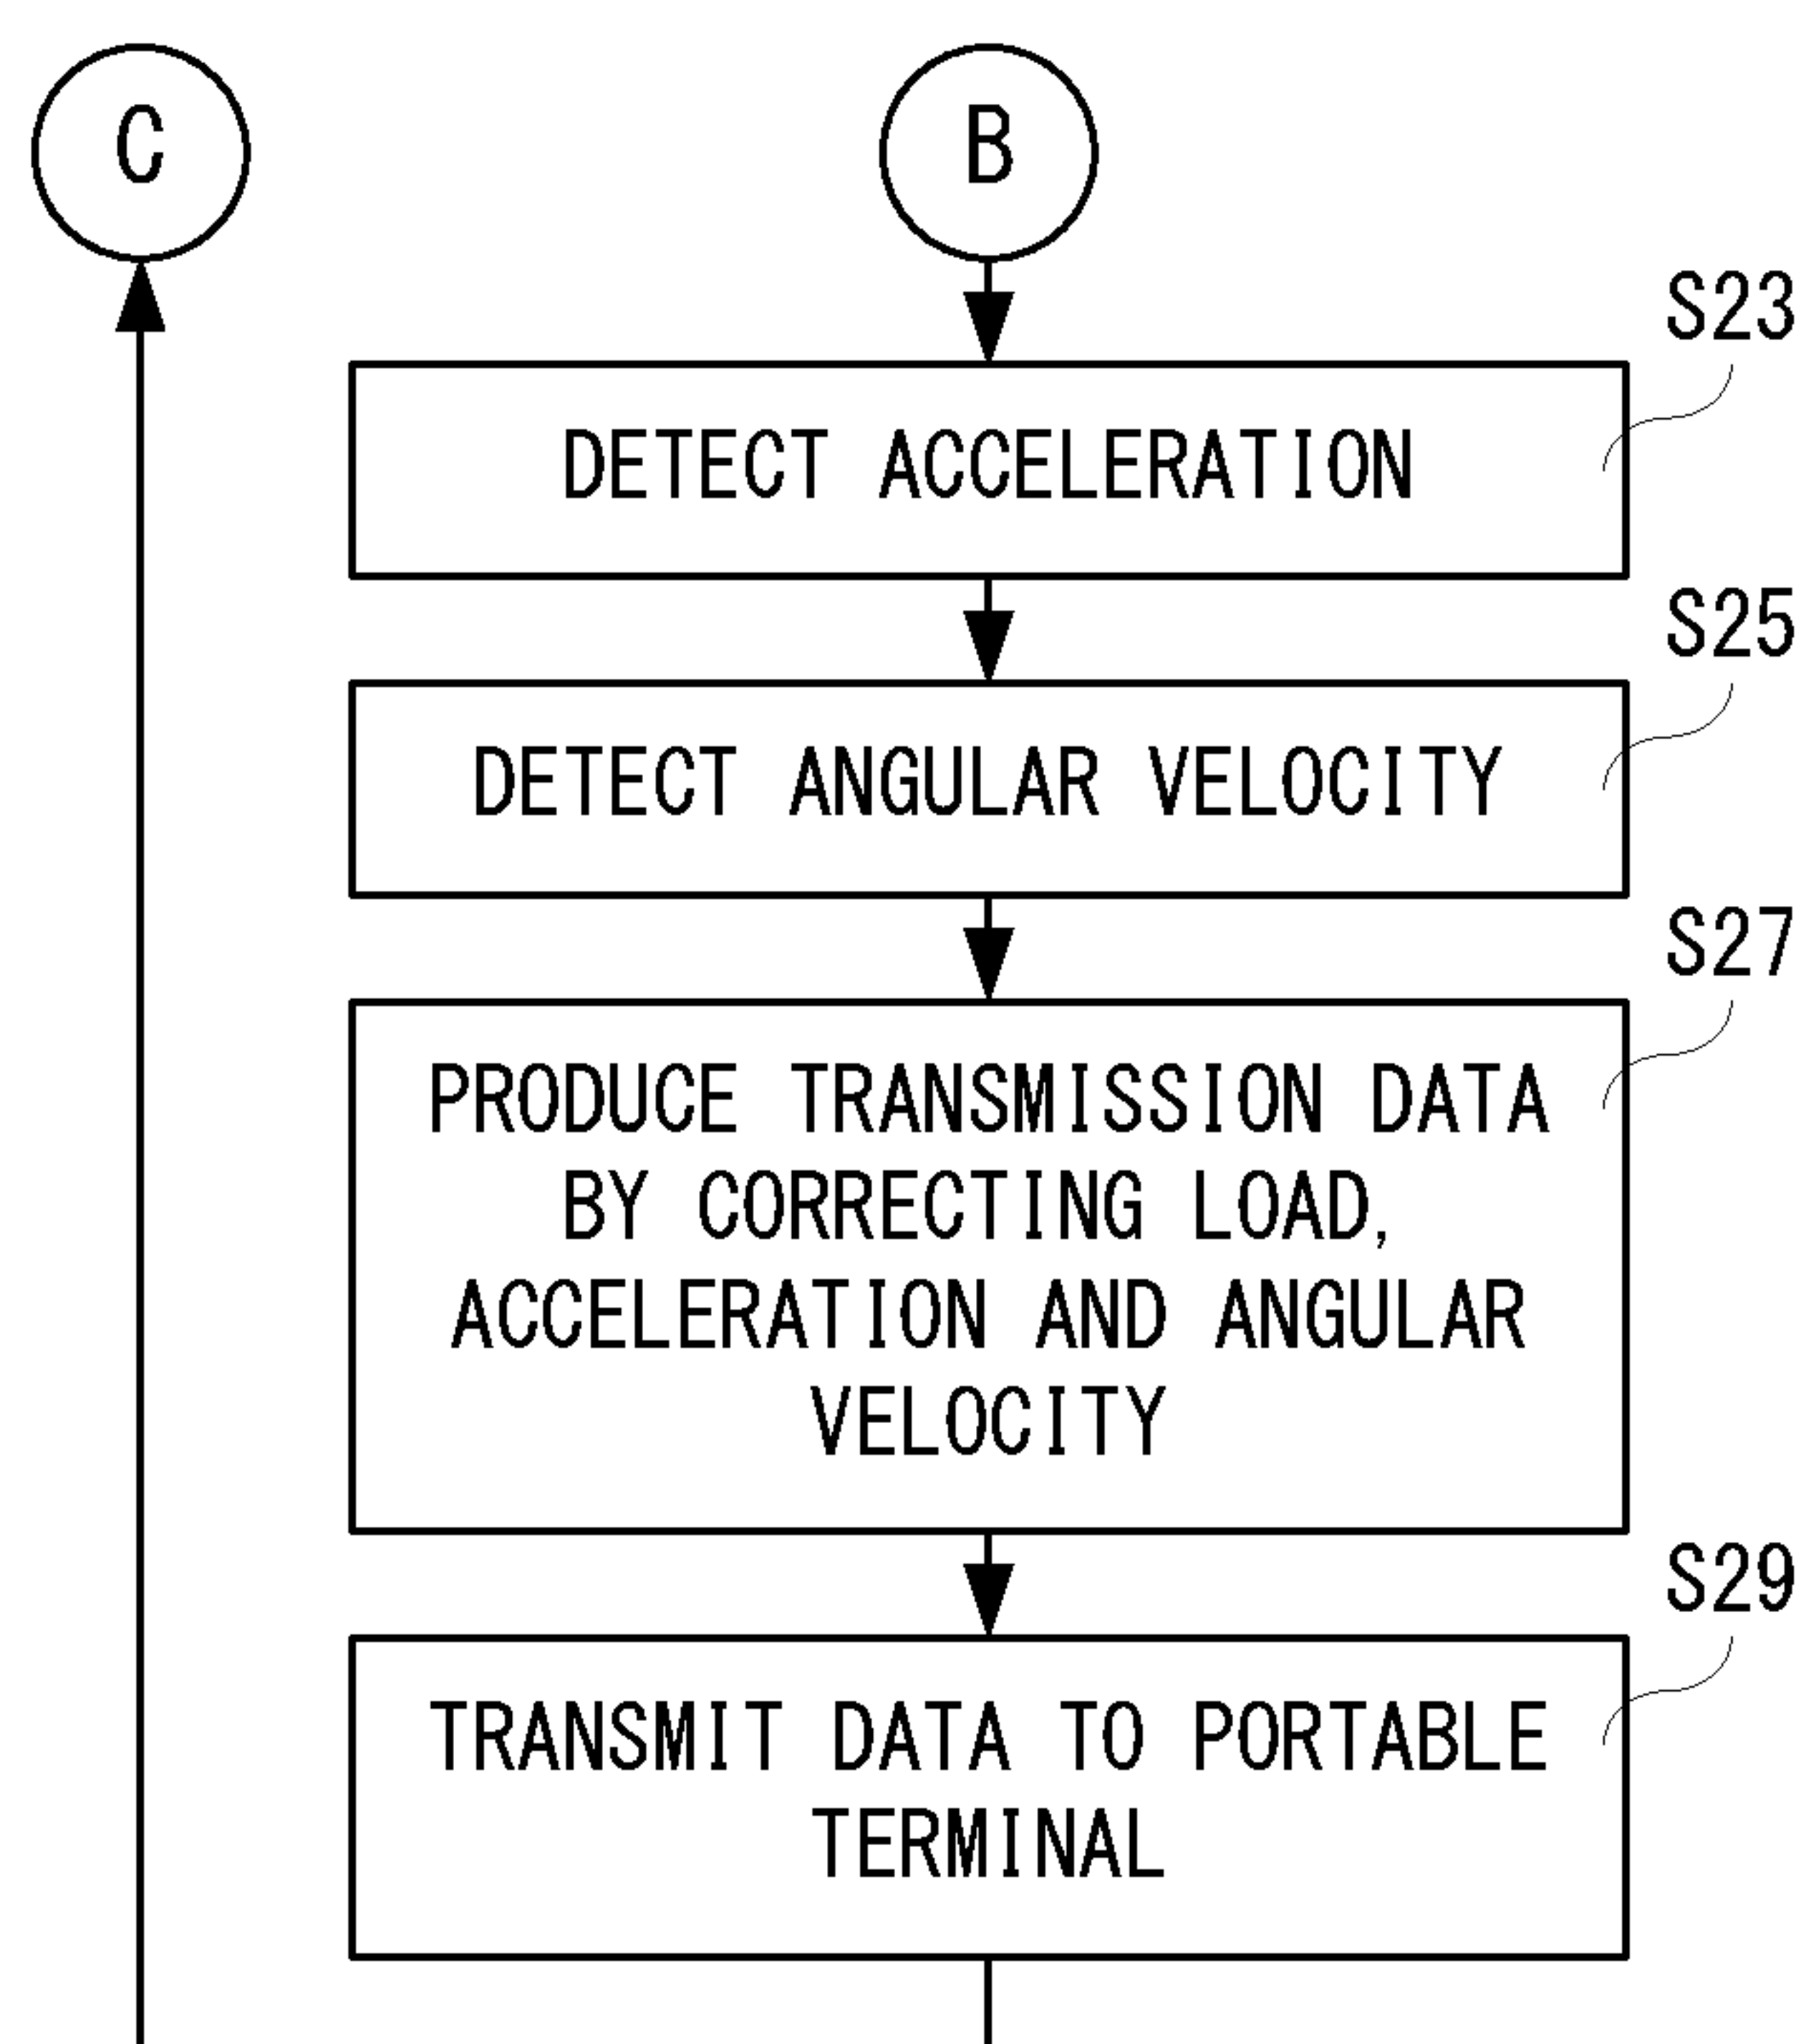 C
B
S23
DETECT ACCELERATION
S25
DETECT ANGULAR VELOCITY
S27
PRODUCE TRANSMISSION DATA
BY CORRECTING LOAD,
ACCELERATION AND ANGULAR
VELOCITY
S29
TRANSMIT DATA TO PORTABLE
TERMINAL